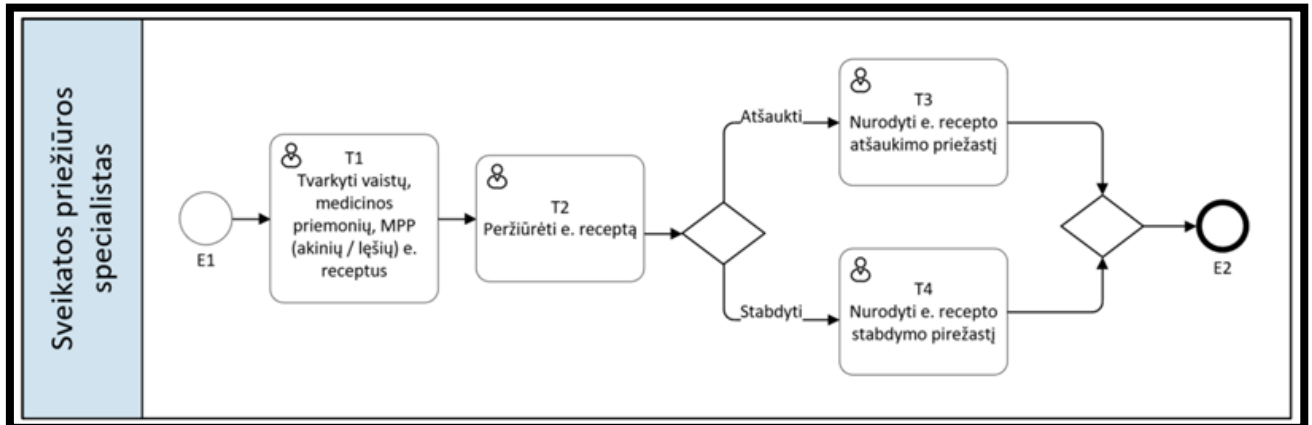 Sveikatos priežiūros
specialistas
E1
T1
Tvarkyti vaistų,
medicinos
priemonių, MPP
(akinių / lęšių) e.
receptus
T2
Peržiūrėti e. receptą
Atšaukti
T3
Nurodyti e. recepto
atšaukimo priežastį
Stabdyti
T4
Nurodyti e. recepto
stabdymo pirežastį
E2